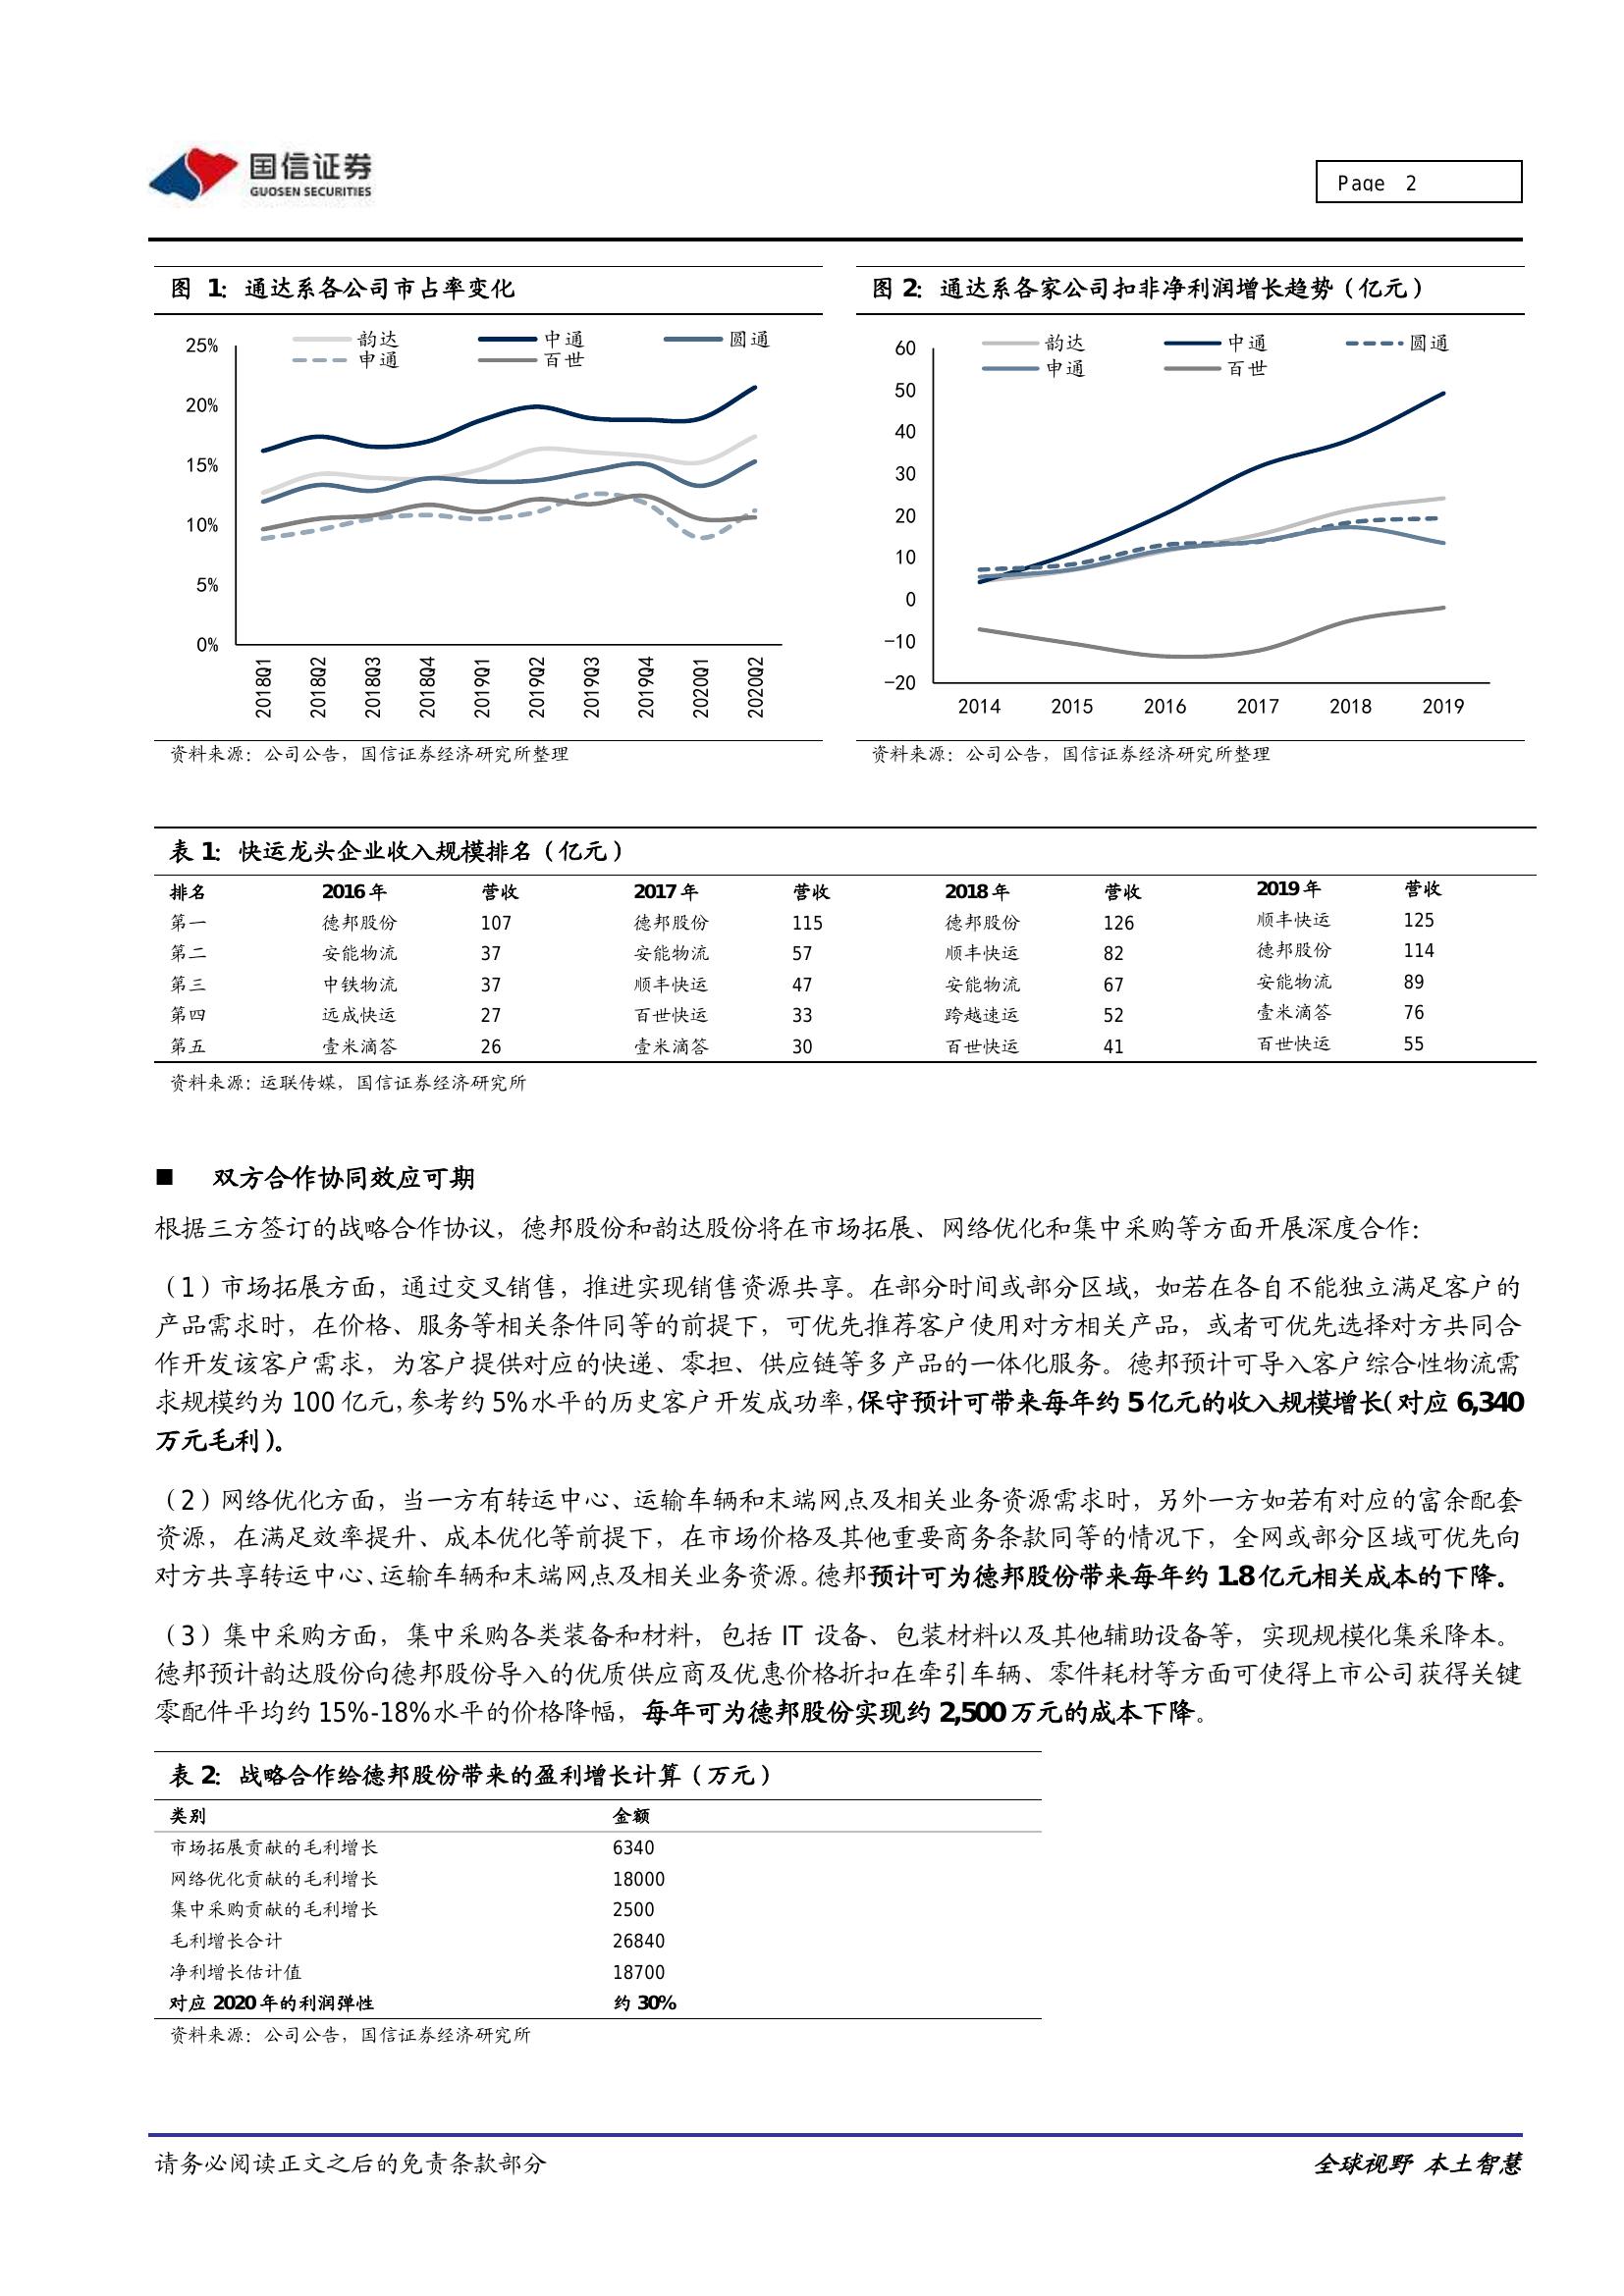 国信证券
GUOSEN SECURITIES
Page 2
图 1：通达系各公司市占率变化
韵达 中通 圆通
申通 百世
25%
20%
15%
10%
5%
0%
2018Q1 2018Q2 2018Q3 2018Q4 2019Q1 2019Q2 2019Q3 2019Q4 2020Q1 2020Q2
资料来源：公司公告，国信证券经济研究所整理
图 2：通达系各家公司扣非净利润增长趋势（亿元）
韵达 中通 圆通
申通 百世
60
50
40
30
20
10
0
-10
-20
2014 2015 2016 2017 2018 2019
资料来源：公司公告，国信证券经济研究所整理
表 1：快运龙头企业收入规模排名（亿元）
排名 2016 年 营收 2017 年 营收 2018 年 营收 2019 年 营收
第一 德邦股份 107 德邦股份 115 德邦股份 126 顺丰快运 125
第二 安能物流 37 安能物流 57 顺丰快运 82 德邦股份 114
第三 中铁物流 37 顺丰快运 47 安能物流 67 安能物流 89
第四 远成快运 27 百世快运 33 跨越速运 52 壹米滴答 76
第五 壹米滴答 26 壹米滴答 30 百世快运 41 百世快运 55
资料来源：运联传媒，国信证券经济研究所
■ 双方合作协同效应可期
根据三方签订的战略合作协议，德邦股份和韵达股份将在市场拓展、网络优化和集中采购等方面开展深度合作：
（1）市场拓展方面，通过交叉销售，推进实现销售资源共享。在部分时间或部分区域，如若在各自不能独立满足客户的
产品需求时，在价格、服务等相关条件同等的前提下，可优先推荐客户使用对方相关产品，或者可优先选择对方共同合
作开发该客户需求，为客户提供对应的快递、零担、供应链等多产品的一体化服务。德邦预计可导入客户综合性物流需
求规模约为 100 亿元，参考约 5%水平的历史客户开发成功率，保守预计可带来每年约 5 亿元的收入规模增长（对应 6,340
万元毛利）。
（2）网络优化方面，当一方有转运中心、运输车辆和末端网点及相关业务资源需求时，另外一方如若有对应的富余配套
资源，在满足效率提升、成本优化等前提下，在市场价格及其他重要商务条款同等的情况下，全网或部分区域可优先向
对方共享转运中心、运输车辆和末端网点及相关业务资源。德邦预计可为德邦股份带来每年约 1.8 亿元相关成本的下降。
（3）集中采购方面，集中采购各类装备和材料，包括 IT 设备、包装材料以及其他辅助设备等，实现规模化集采降本。
德邦预计韵达股份向德邦股份导入的优质供应商及优惠价格折扣在牵引车辆、零件耗材等方面可使得上市公司获得关键
零配件平均约 15%-18%水平的价格降幅，每年可为德邦股份实现约 2,500 万元的成本下降。
表 2：战略合作给德邦股份带来的盈利增长计算（万元）
类别 金额
市场拓展贡献的毛利增长 6340
网络优化贡献的毛利增长 18000
集中采购贡献的毛利增长 2500
毛利增长合计 26840
净利增长估计值 18700
对应 2020 年的利润弹性 约 30%
资料来源：公司公告，国信证券经济研究所
请务必阅读正文之后的免责条款部分
全球视野 本土智慧